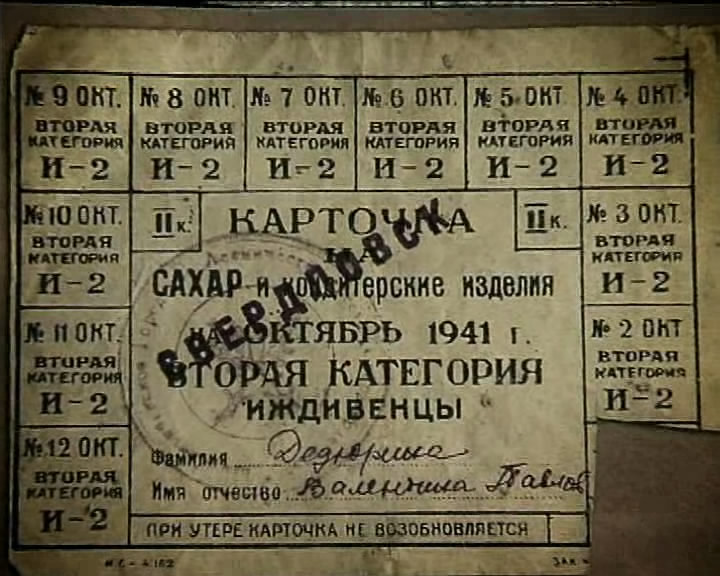 № 9 ОКТ.
ВТОРАЯ
КАТЕГОРИЯ
И-2
№ 8 ОКТ.
ВТОРАЯ
КАТЕГОРИЯ
И-2
№ 7 ОКТ.
ВТОРАЯ
КАТЕГОРИЯ
И-2
№ 6 ОКТ.
ВТОРАЯ
КАТЕГОРИЯ
И-2
№ 5 ОКТ.
ВТОРАЯ
КАТЕГОРИЯ
И-2
№ 4 ОКТ.
ВТОРАЯ
КАТЕГОРИЯ
И-2
№ 10 ОКТ.
ВТОРАЯ
КАТЕГОРИЯ
И-2
II к.
КАРТОЧКА
II к.
НА
САХАР и кондитерские изделия
на ОКТЯБРЬ 1941 г.
ВТОРАЯ КАТЕГОРИЯ
"ИЖДИВЕНЦЫ"
СВЕРДЛОВСК
№ 3 ОКТ.
ВТОРАЯ
КАТЕГОРИЯ
И-2
№ 11 ОКТ.
ВТОРАЯ
КАТЕГОРИЯ
И-2
№ 2 ОКТ
ВТОРАЯ
КАТЕГОРИЯ
И-2
№ 12 ОКТ.
ВТОРАЯ
КАТЕГОРИЯ
И-2
Фамилия Дедюрина
Имя отчество Валентина Павлов
ПРИ УТЕРЕ КАРТОЧКА НЕ ВОЗОБНОВЛЯЕТСЯ